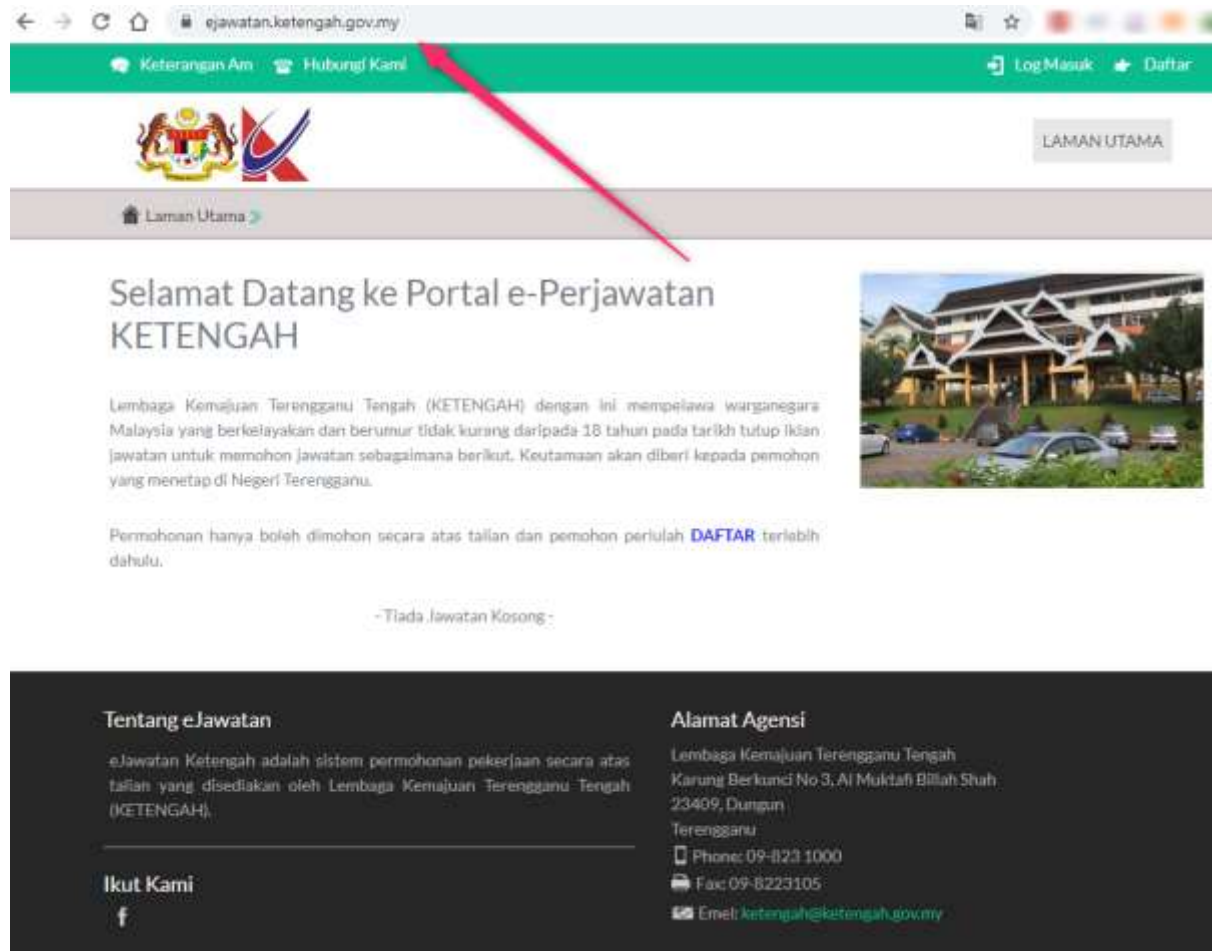 ejawatan.ketengah.gov.my
Keterangan Am Hubungi Kami Log Masuk Daftar
LAMAN UTAMA
Laman Utama
Selamat Datang ke Portal e-Perjawatan
KETENGAH
Lembaga Kemajuan Terengganu Tengah (KETENGAH) dengan ini mempelawa warganegara
Malaysia yang berkelayakan dan berumur tidak kurang daripada 18 tahun pada tarikh tutup iklan
jawatan untuk memohon jawatan sebagaimana berikut. Keutamaan akan diberi kepada pemohon
yang menetap di Negeri Terengganu.
Permohonan hanya boleh dimohon secara atas talian dan pemohon perlulah DAFTAR terlebih
dahulu.
- Tiada Jawatan Kosong -
Tentang eJawatan
eJawatan Ketengah adalah sistem permohonan pekerjaan secara atas
talian yang disediakan oleh Lembaga Kemajuan Terengganu Tengah
(KETENGAH).
Ikut Kami
Alamat Agensi
Lembaga Kemajuan Terengganu Tengah
Karung Berkunci No 3, Al Muktafi Billah Shah
23409, Dungun
Terengganu
Phone: 09-823 1000
Fax: 09-8223105
Emel: ketengah@ketengah.gov.my